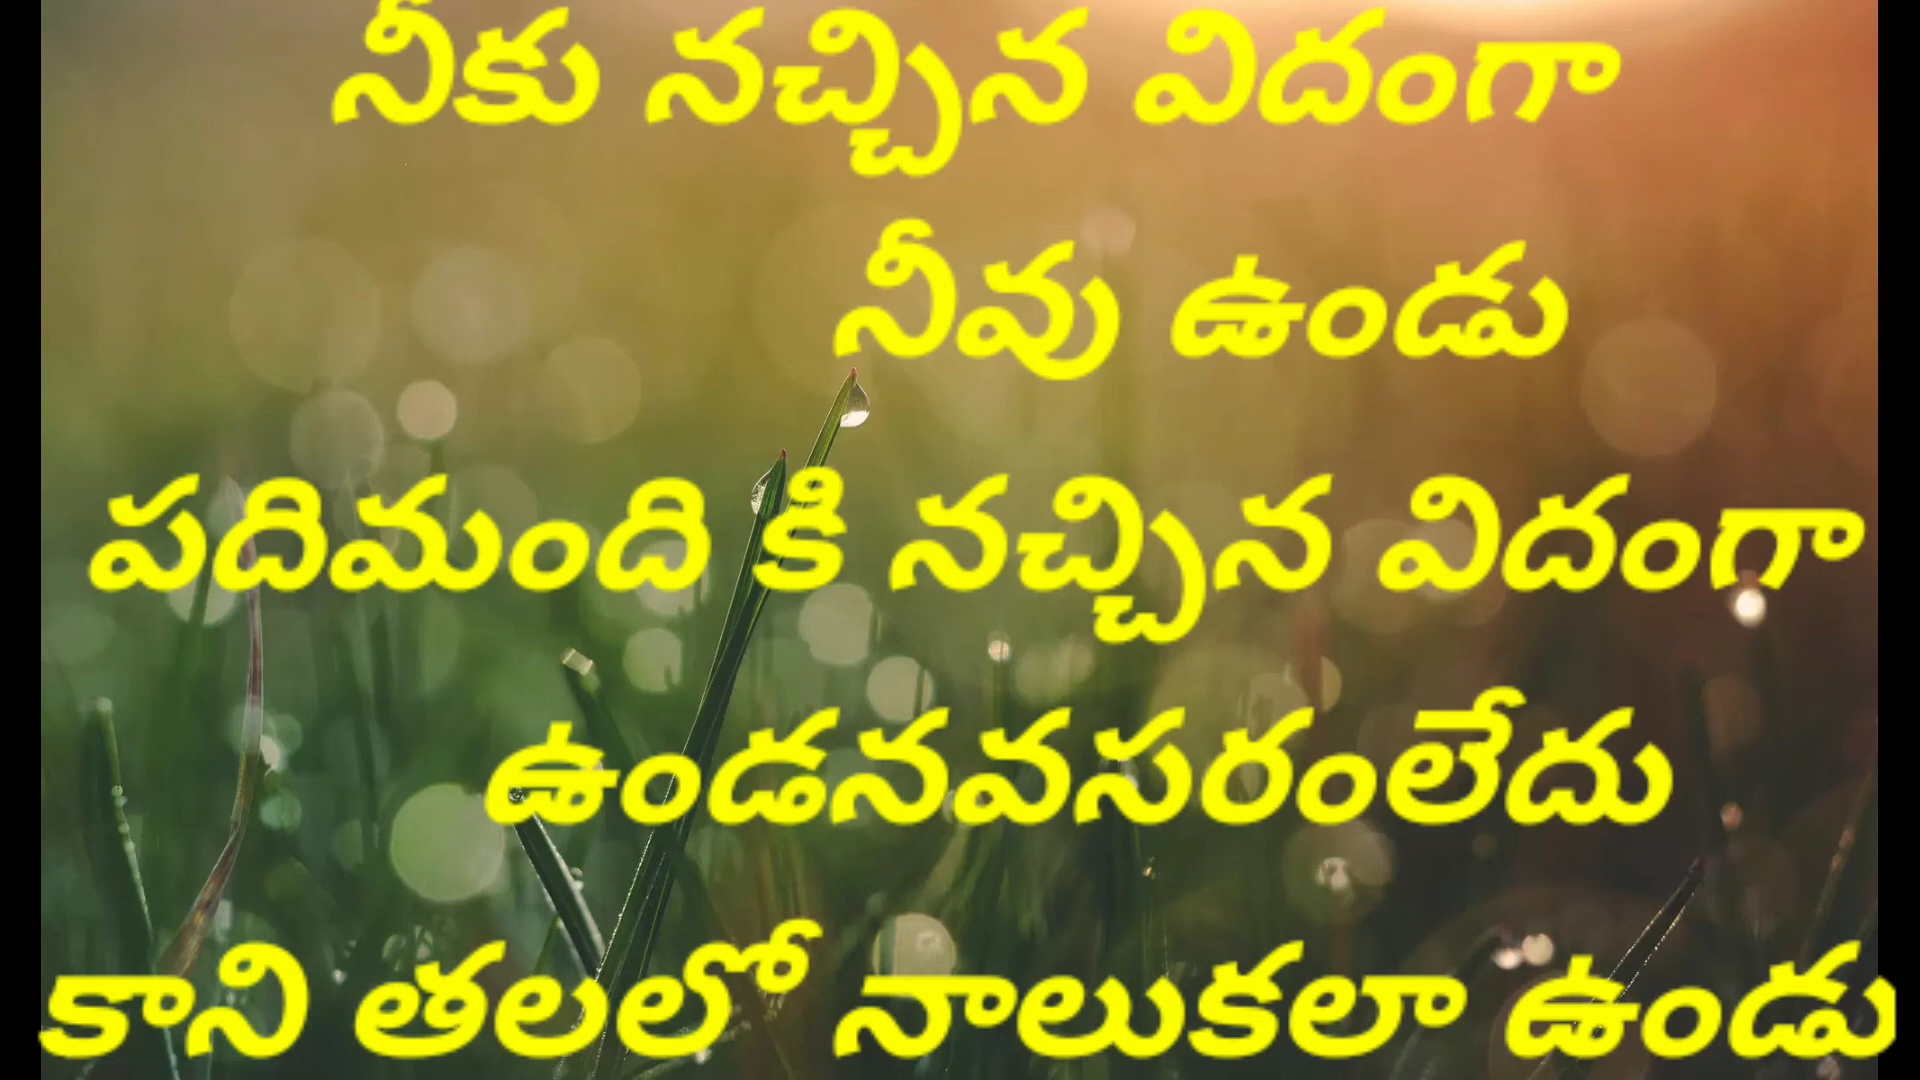 నీకు నచ్చిన విదంగా
నీవు ఉండు
పదిమంది కి నచ్చిన విదంగా
ఉండనవసరంలేదు
కాని తలలో నాలుకలా ఉండు